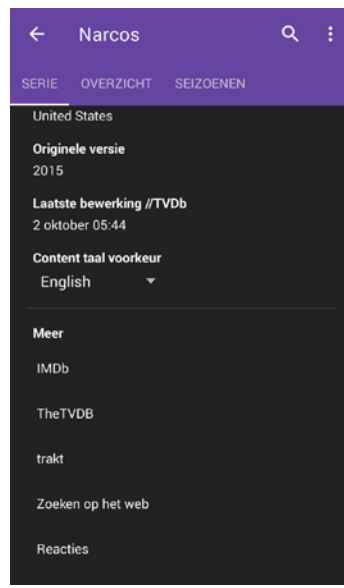 Narcos
SERIE OVERZICHT SEIZOENEN
United States
Originele versie
2015
Laatste bewerking //TVDb
2 oktober 05:44
Content taal voorkeur
English
Meer
IMDb
TheTVDB
trakt
Zoeken op het web
Reacties